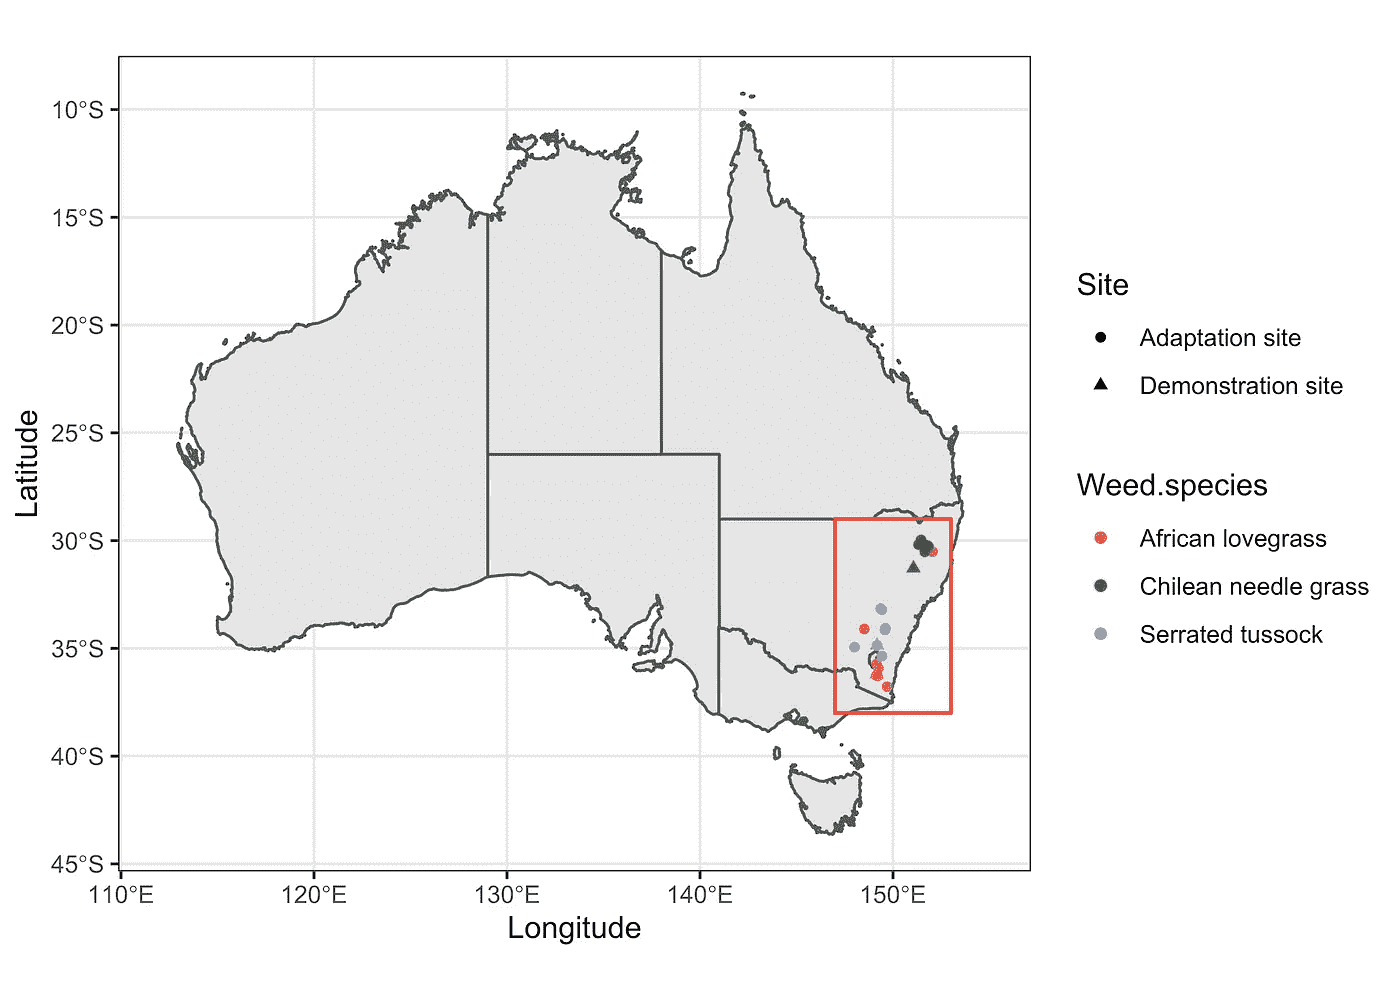 10°S
15°S
20°S
25°S
30°S
35°S
40°S
45°S
110°E
120°E
130°E
140°E
150°E
Longitude
Latitude
Site
Adaptation site
Demonstration site
Weed.species
African lovegrass
Chilean needle grass
Serrated tussock